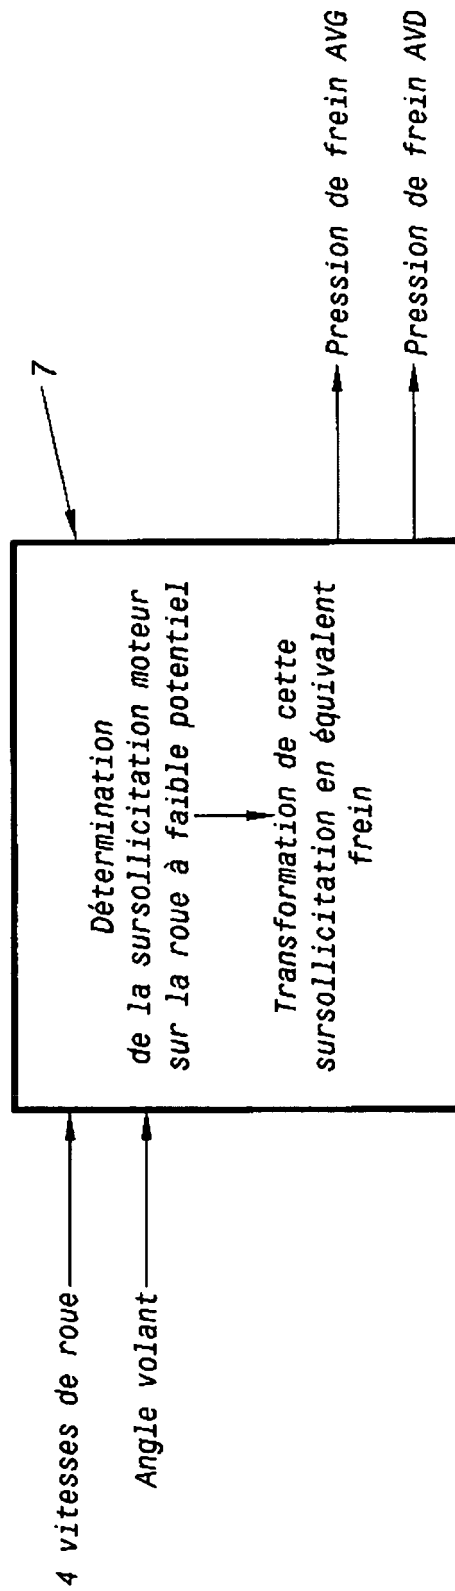 4 vitesses de roue
Angle volant
Détermination
de la sursollicitation moteur
sur la roue à faible potentiel
Transformation de cette
sursollicitation en équivalent
frein
7
Pression de frein AVG
Pression de frein AVD